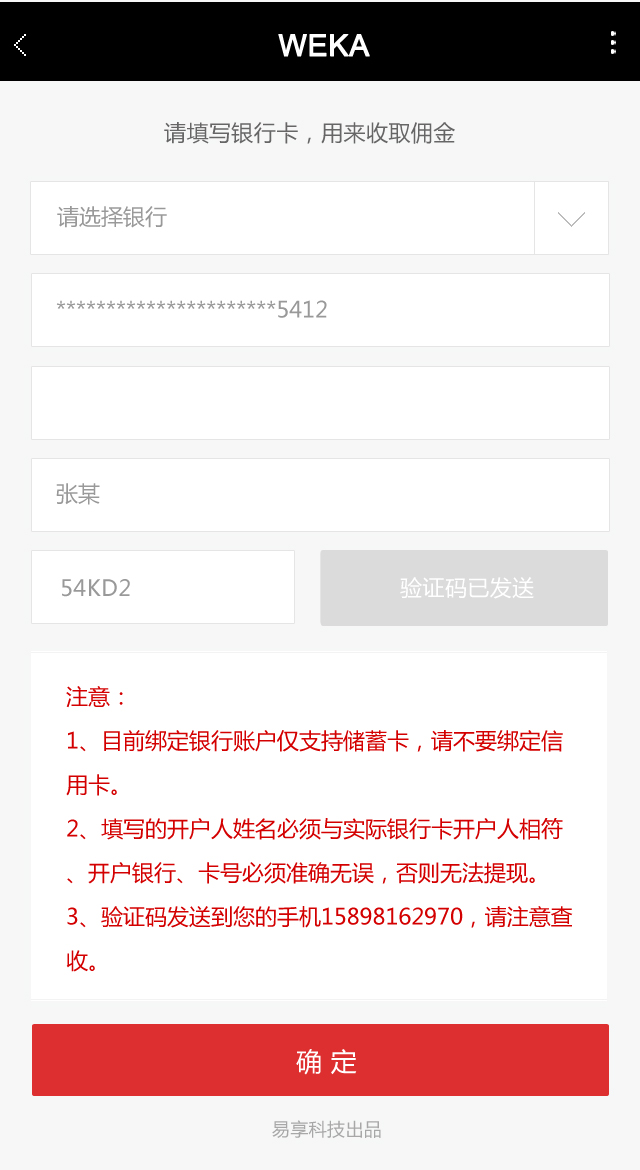 WEKA
请填写银行卡，用来收取佣金
请选择银行
**********************5412
张某
54KD2 验证码已发送
注意：
1、目前绑定银行账户仅支持储蓄卡，请不要绑定信
用卡。
2、填写的开户人姓名必须与实际银行卡开户人相符
、开户银行、卡号必须准确无误，否则无法提现。
3、验证码发送到您的手机15898162970，请注意查
收。
确 定
易享科技出品